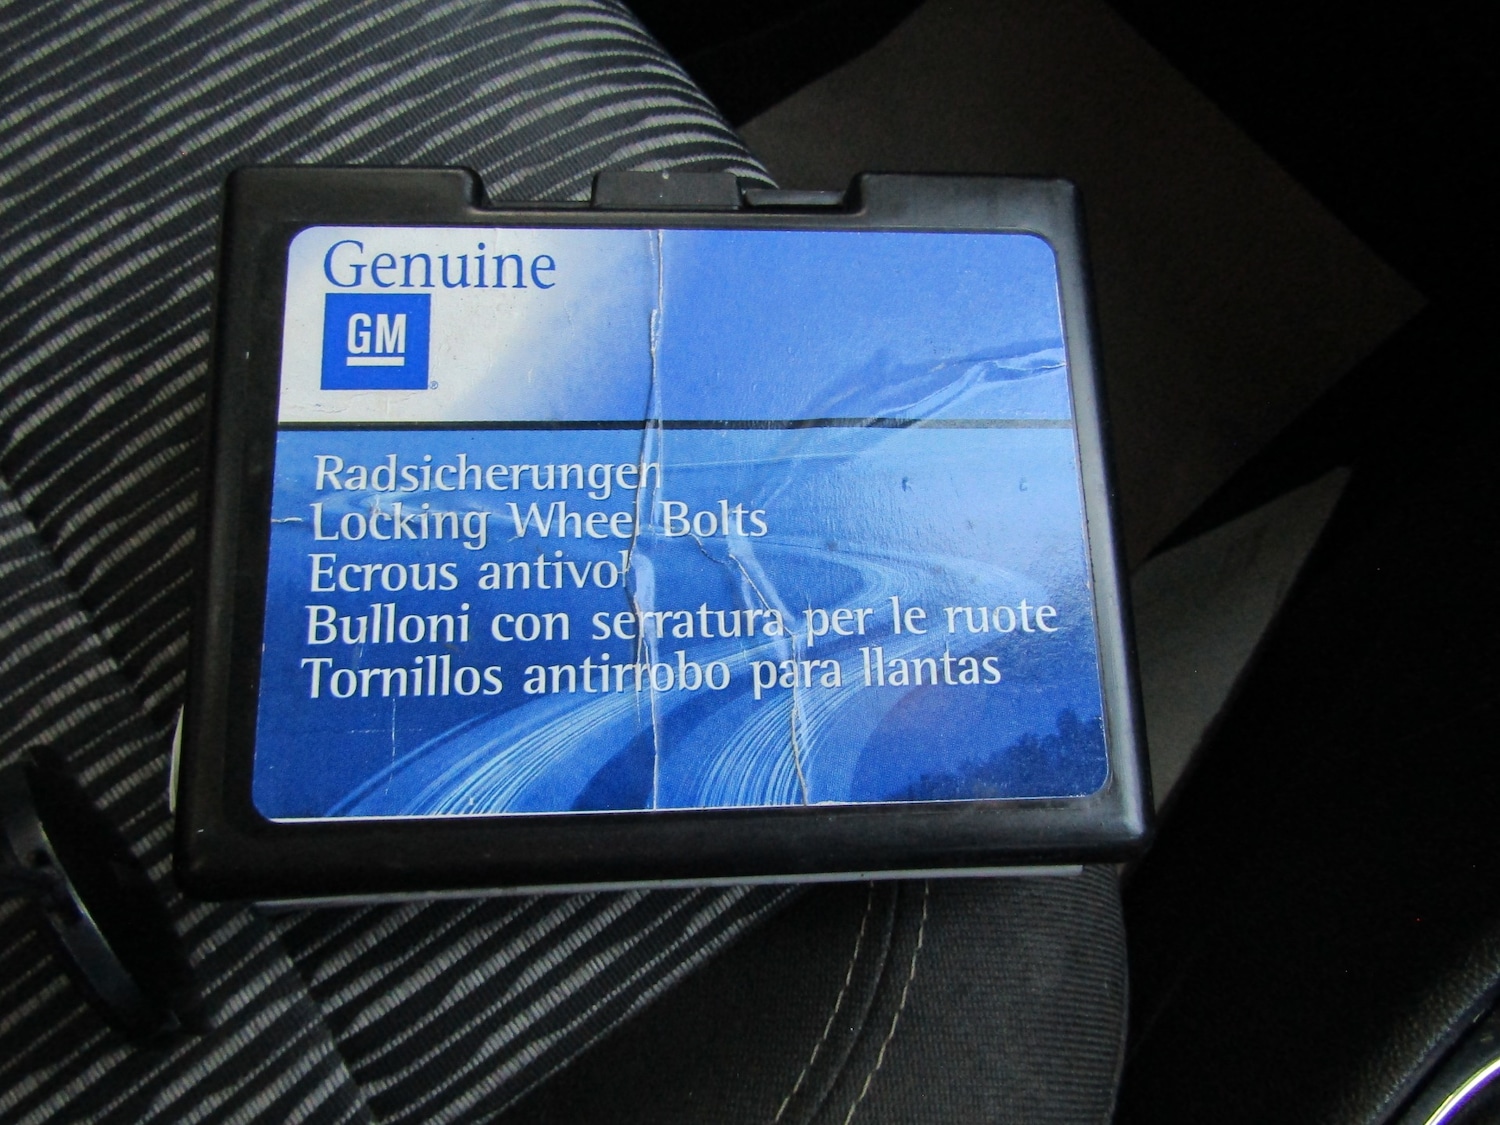 Genuine
GM
®
Radsicherungen
Locking Wheel Bolts
Ecrous antivol
Bulloni con serratura per le ruote
Tornillos antirrobo para llantas